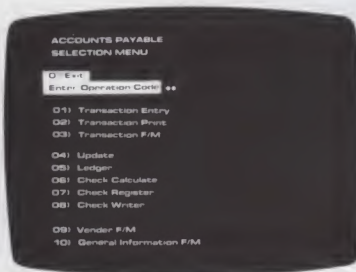 ACCOUNTS PAYABLE
SELECTION MENU
0 Exit
Enter Operation Code
01) Transaction Entry
02) Transaction Print
03) Transaction F/M
04) Update
05) Ledger
06) Check Calculate
07) Check Register
08) Check Writer
09) Vender F/M
10) General Information F/M